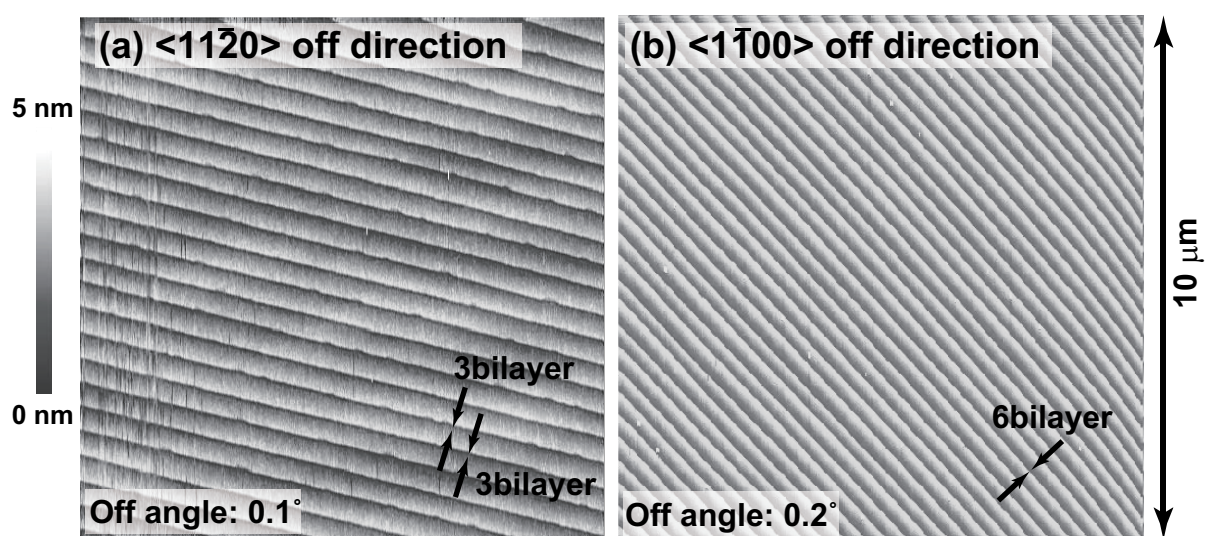 (a) <112̄0> off direction
(b) <11̄00> off direction
5 nm
0 nm
10 μm
3bilayer
3bilayer
6bilayer
Off angle: 0.1°
Off angle: 0.2°